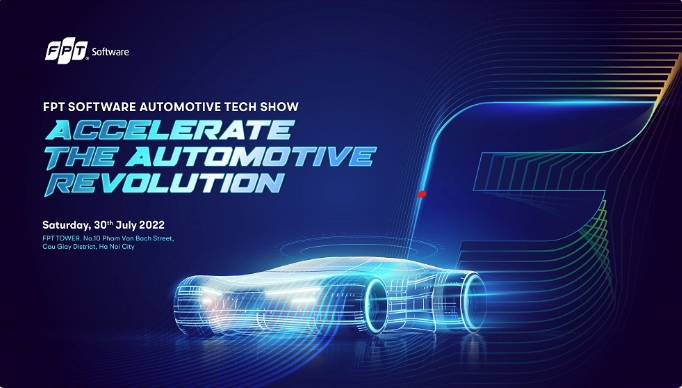 FPT® Software
FPT SOFTWARE AUTOMOTIVE TECH SHOW
ACCELERATE
THE AUTOMOTIVE
REVOLUTION
Saturday, 30th July 2022
FPT TOWER, No.10 Pham Van Bach Street,
Cau Giay District, Ha Noi City